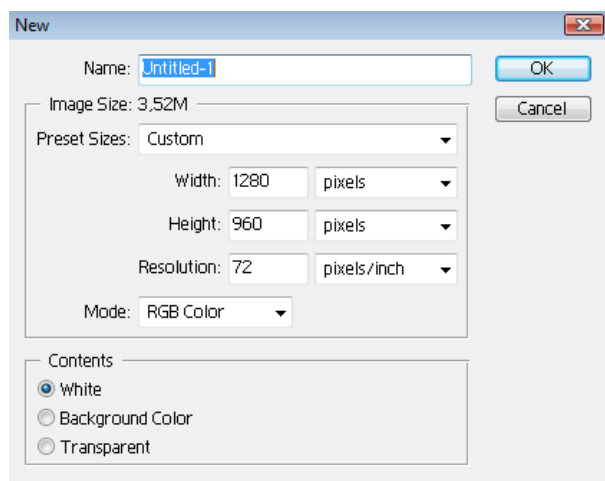 New
Name: Untitled-1
OK
Image Size: 3,52M
Cancel
Preset Sizes: Custom
Width: 1280 pixels
Height: 960 pixels
Resolution: 72 pixels/inch
Mode: RGB Color
Contents
White
Background Color
Transparent